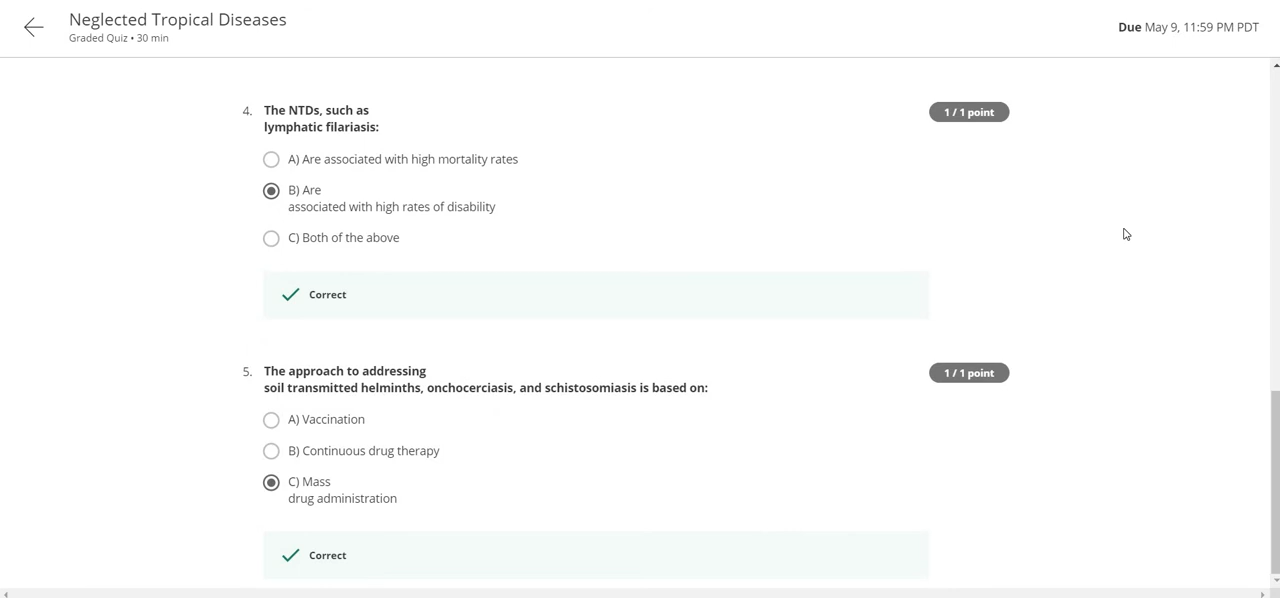 Neglected Tropical Diseases
Graded Quiz • 30 min
Due May 9, 11:59 PM PDT
4. The NTDs, such as
lymphatic filariasis:
1 / 1 point
A) Are associated with high mortality rates
B) Are
associated with high rates of disability
C) Both of the above
Correct
5. The approach to addressing
soil transmitted helminths, onchocerciasis, and schistosomiasis is based on:
1 / 1 point
A) Vaccination
B) Continuous drug therapy
C) Mass
drug administration
Correct